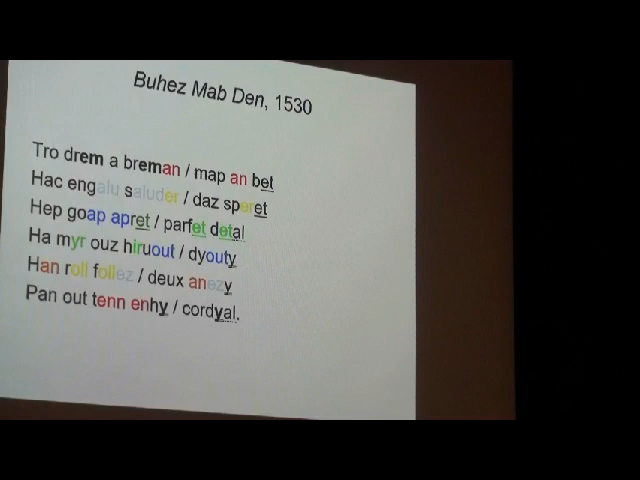 Buhez Mab Den, 1530
Tro drem a breman / map an bet
Hac engalu saluder / daz speret
Hep goap apret / parfet detal
Ha myr ouz hiruout / dyouty
Han roll follez / deux anezy
Pan out tenn enhy / cordyal.